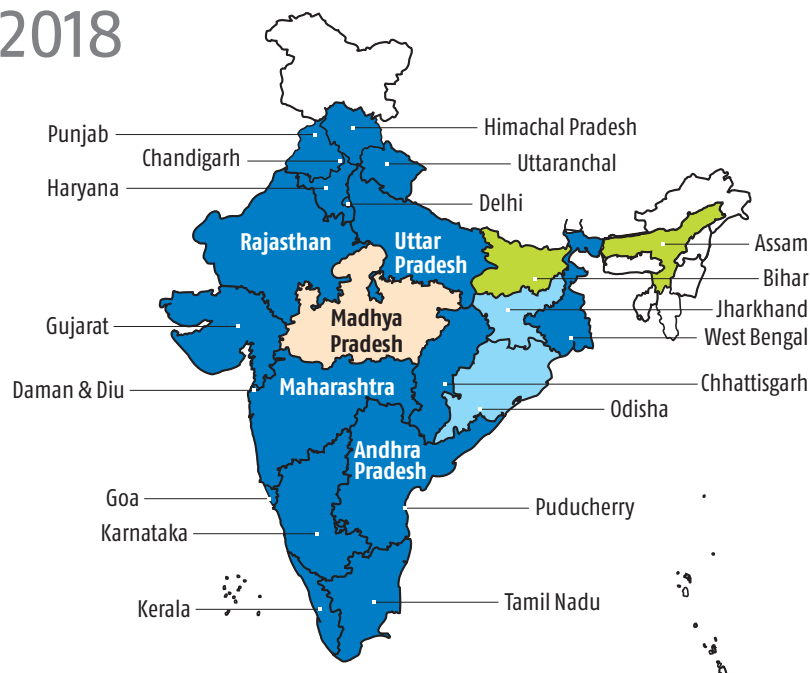 2018
Punjab
Himachal Pradesh
Chandigarh
Uttaranchal
Haryana
Delhi
Rajasthan
Uttar
Pradesh
Assam
Bihar
Jharkhand
Gujarat
Madhya
Pradesh
West Bengal
Daman & Diu
Maharashtra
Chhattisgarh
Odisha
Andhra
Pradesh
Goa
Puducherry
Karnataka
Kerala
Tamil Nadu